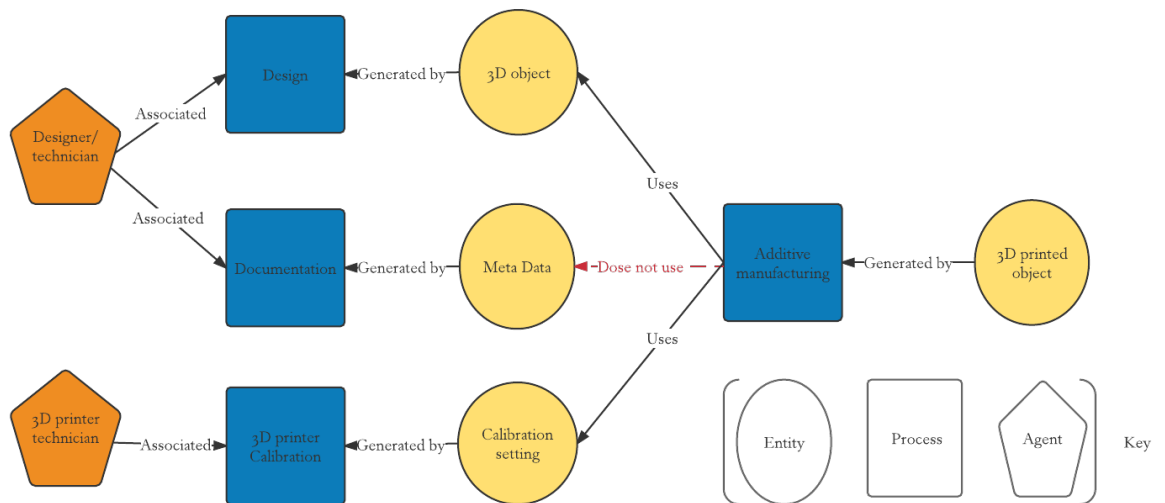 Design
Generated by
3D object
Associated
Designer/
technician
Uses
Associated
Documentation
Generated by
Meta Data
Dose not use
Additive
manufacturing
Generated by
3D printed
object
Uses
3D printer
technician
Associated
3D printer
Calibration
Generated by
Calibration
setting
Entity
Process
Agent
Key